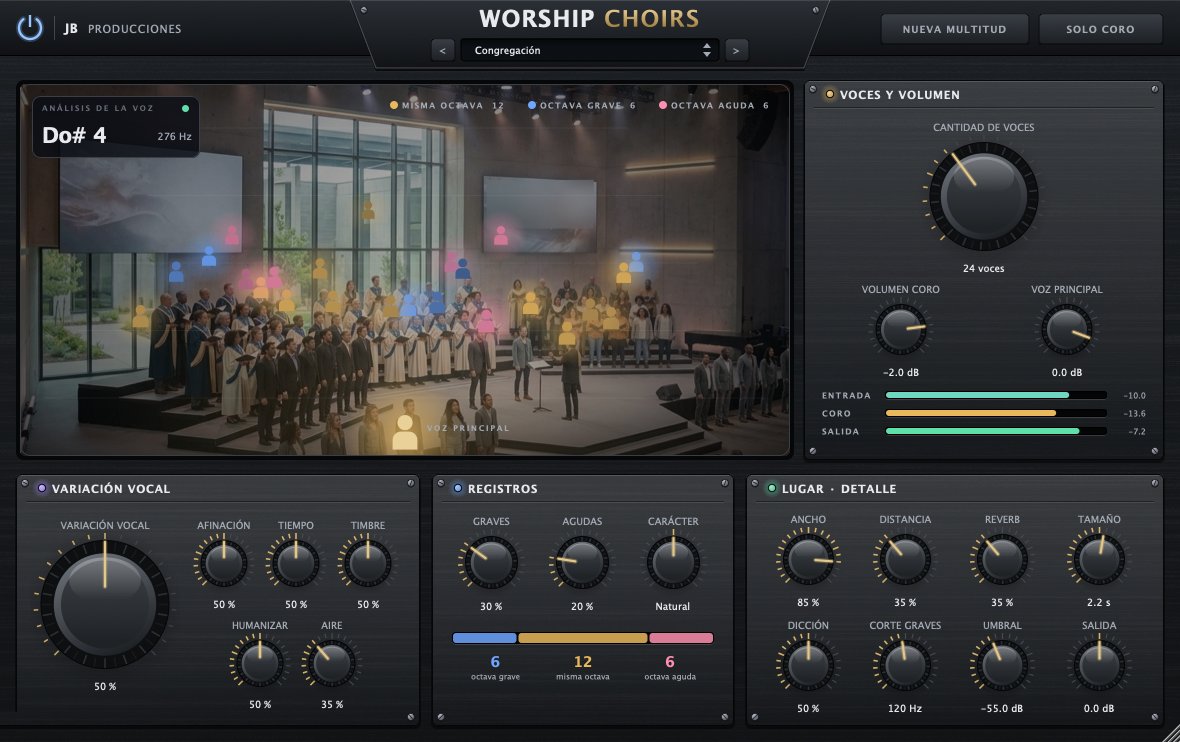 JB PRODUCCIONES
WORSHIP CHOIRS
NUEVA MULTITUD
SOLO CORO
< Congregación >
ANÁLISIS DE LA VOZ
Do# 4 276 Hz
MISMA OCTAVA 12 OCTAVA GRAVE 6 OCTAVA AGUDA 6
VOZ PRINCIPAL
VOCES Y VOLUMEN
CANTIDAD DE VOCES
24 voces
VOLUMEN CORO VOZ PRINCIPAL
-2.0 dB 0.0 dB
ENTRADA -10.0
CORO -13.6
SALIDA -7.2
VARIACIÓN VOCAL
VARIACIÓN VOCAL
50 %
AFINACIÓN TIEMPO TIMBRE
50 % 50 % 50 %
HUMANIZAR AIRE
50 % 35 %
REGISTROS
GRAVES AGUDAS CARÁCTER
30 % 20 % Natural
6 12 6
octava grave misma octava octava aguda
LUGAR · DETALLE
ANCHO DISTANCIA REVERB TAMAÑO
85 % 35 % 35 % 2.2 s
DICCIÓN CORTE GRAVES UMBRAL SALIDA
50 % 120 Hz -55.0 dB 0.0 dB